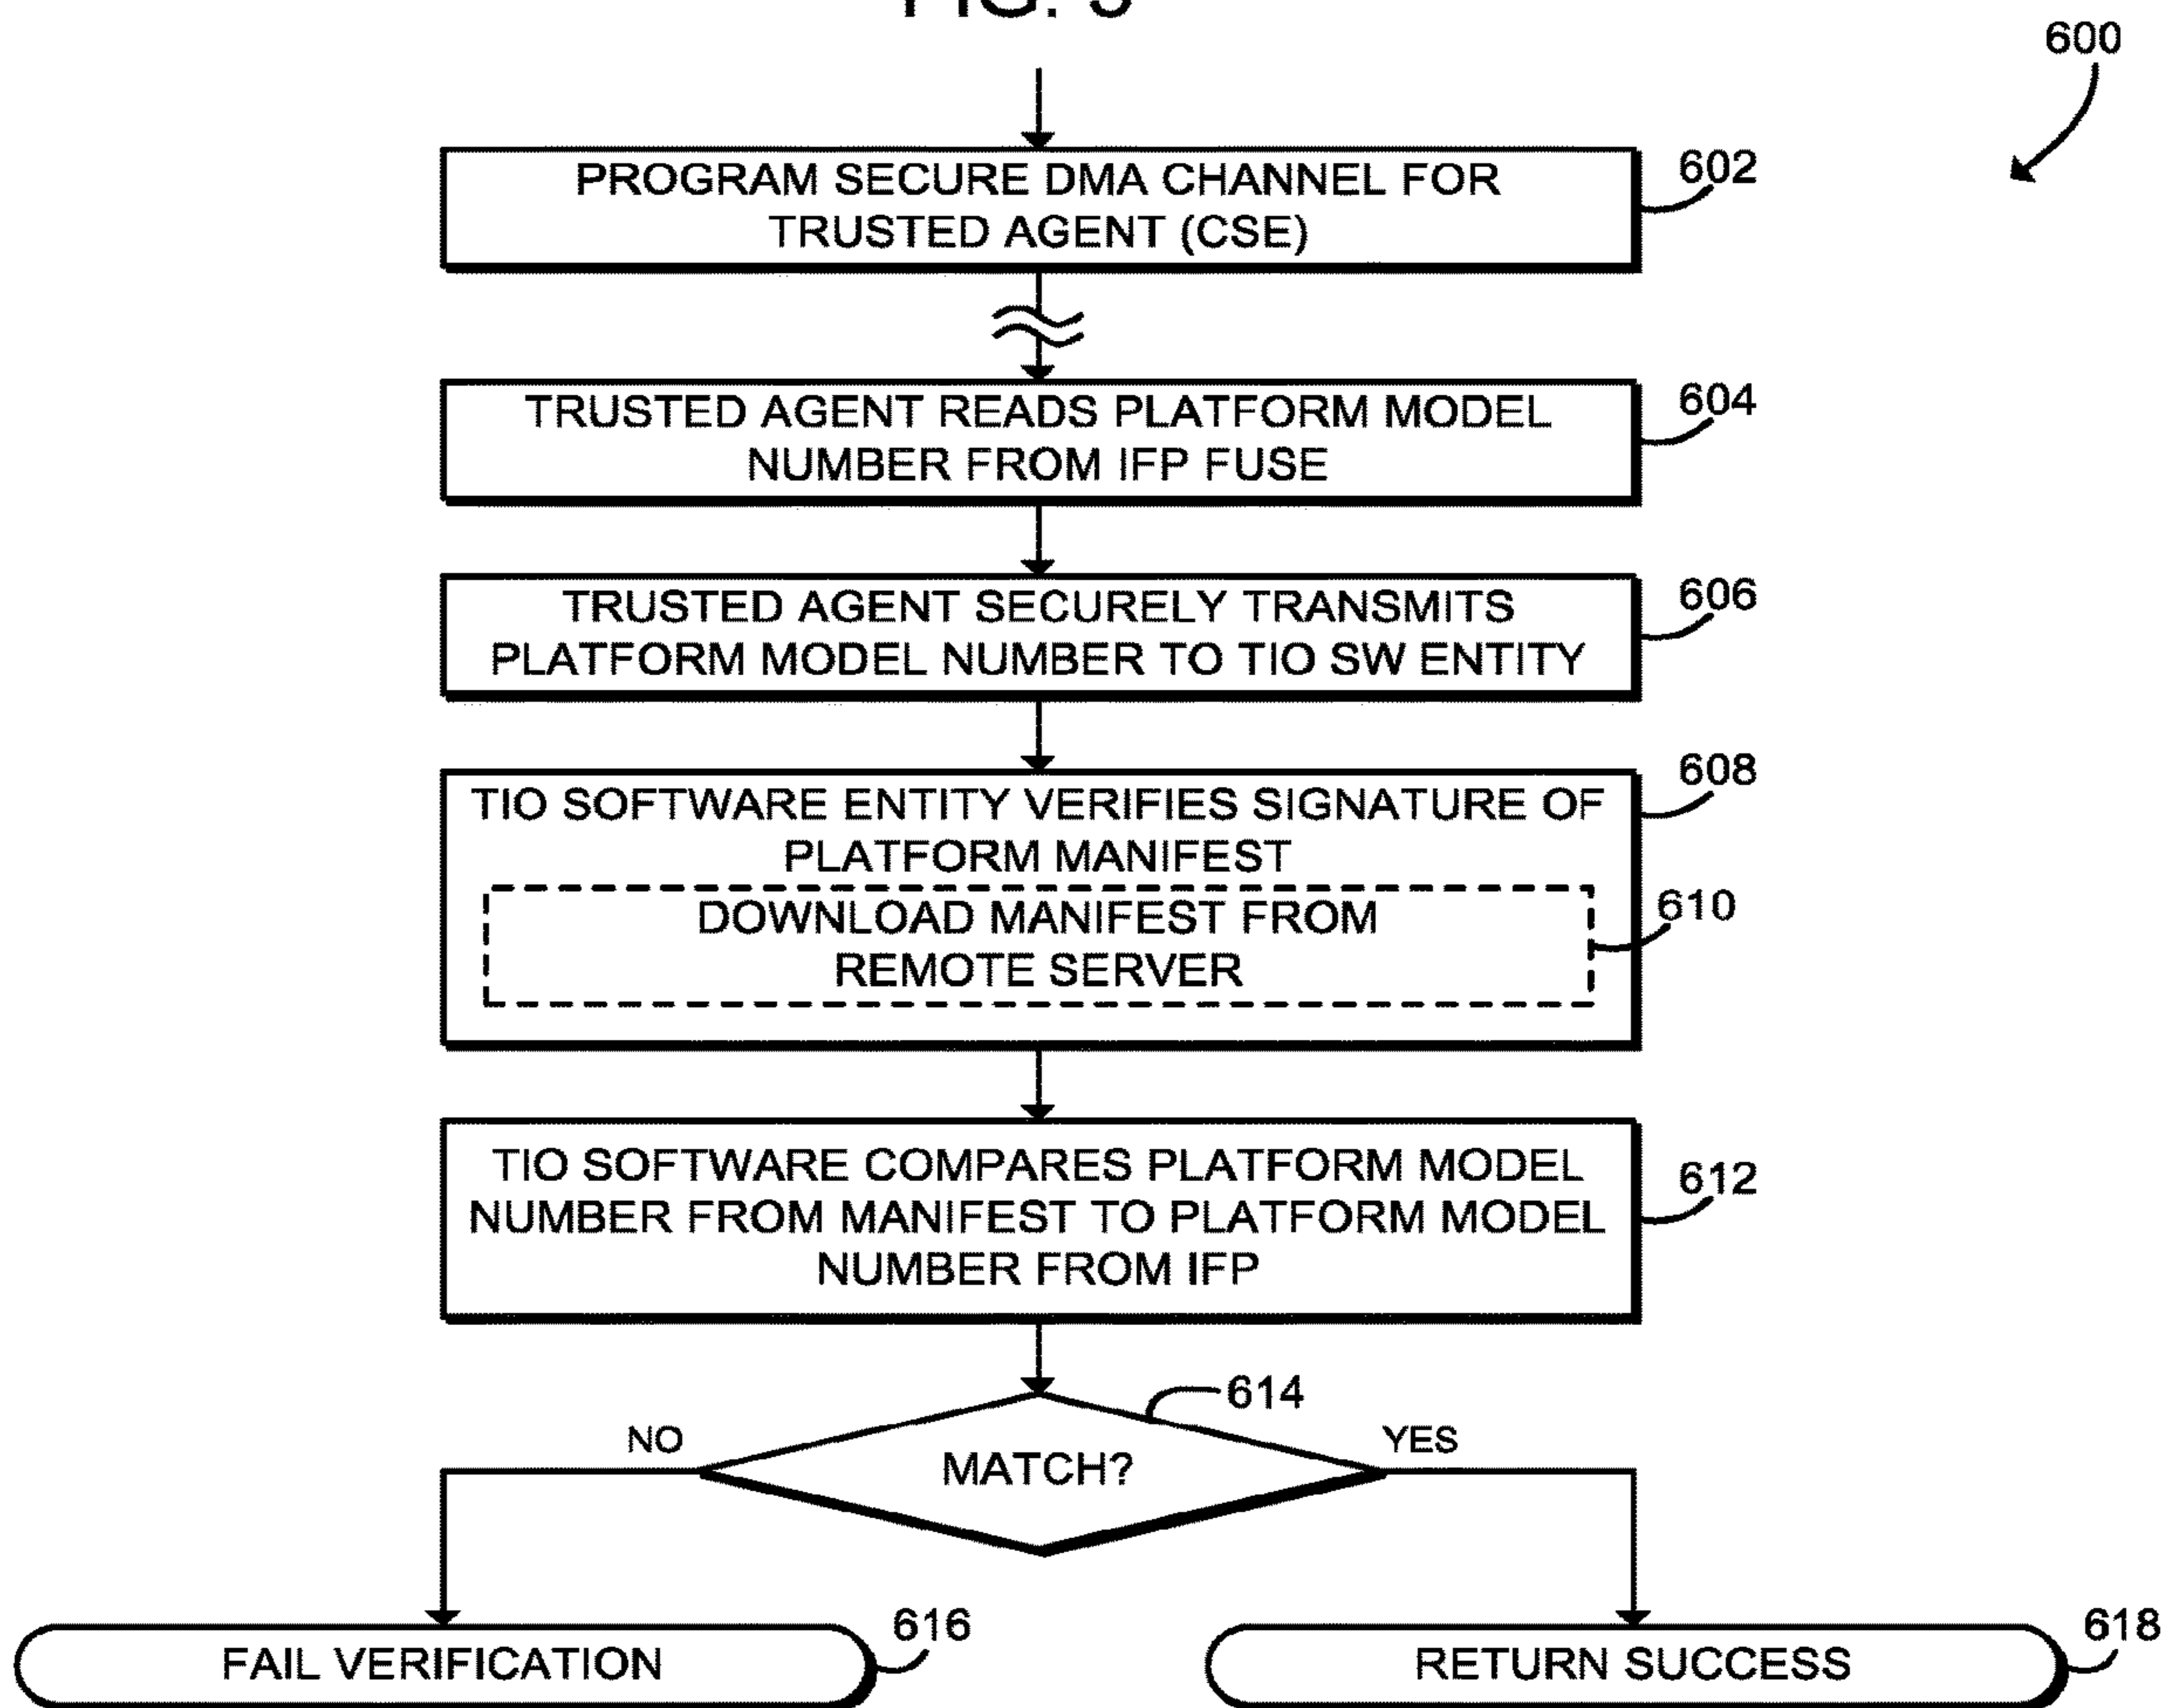 600
PROGRAM SECURE DMA CHANNEL FOR
TRUSTED AGENT (CSE)
602
TRUSTED AGENT READS PLATFORM MODEL
NUMBER FROM IFP FUSE
604
TRUSTED AGENT SECURELY TRANSMITS
PLATFORM MODEL NUMBER TO TIO SW ENTITY
606
TIO SOFTWARE ENTITY VERIFIES SIGNATURE OF
PLATFORM MANIFEST
608
DOWNLOAD MANIFEST FROM
REMOTE SERVER
610
TIO SOFTWARE COMPARES PLATFORM MODEL
NUMBER FROM MANIFEST TO PLATFORM MODEL
NUMBER FROM IFP
612
614
NO
MATCH?
YES
FAIL VERIFICATION
616
RETURN SUCCESS
618